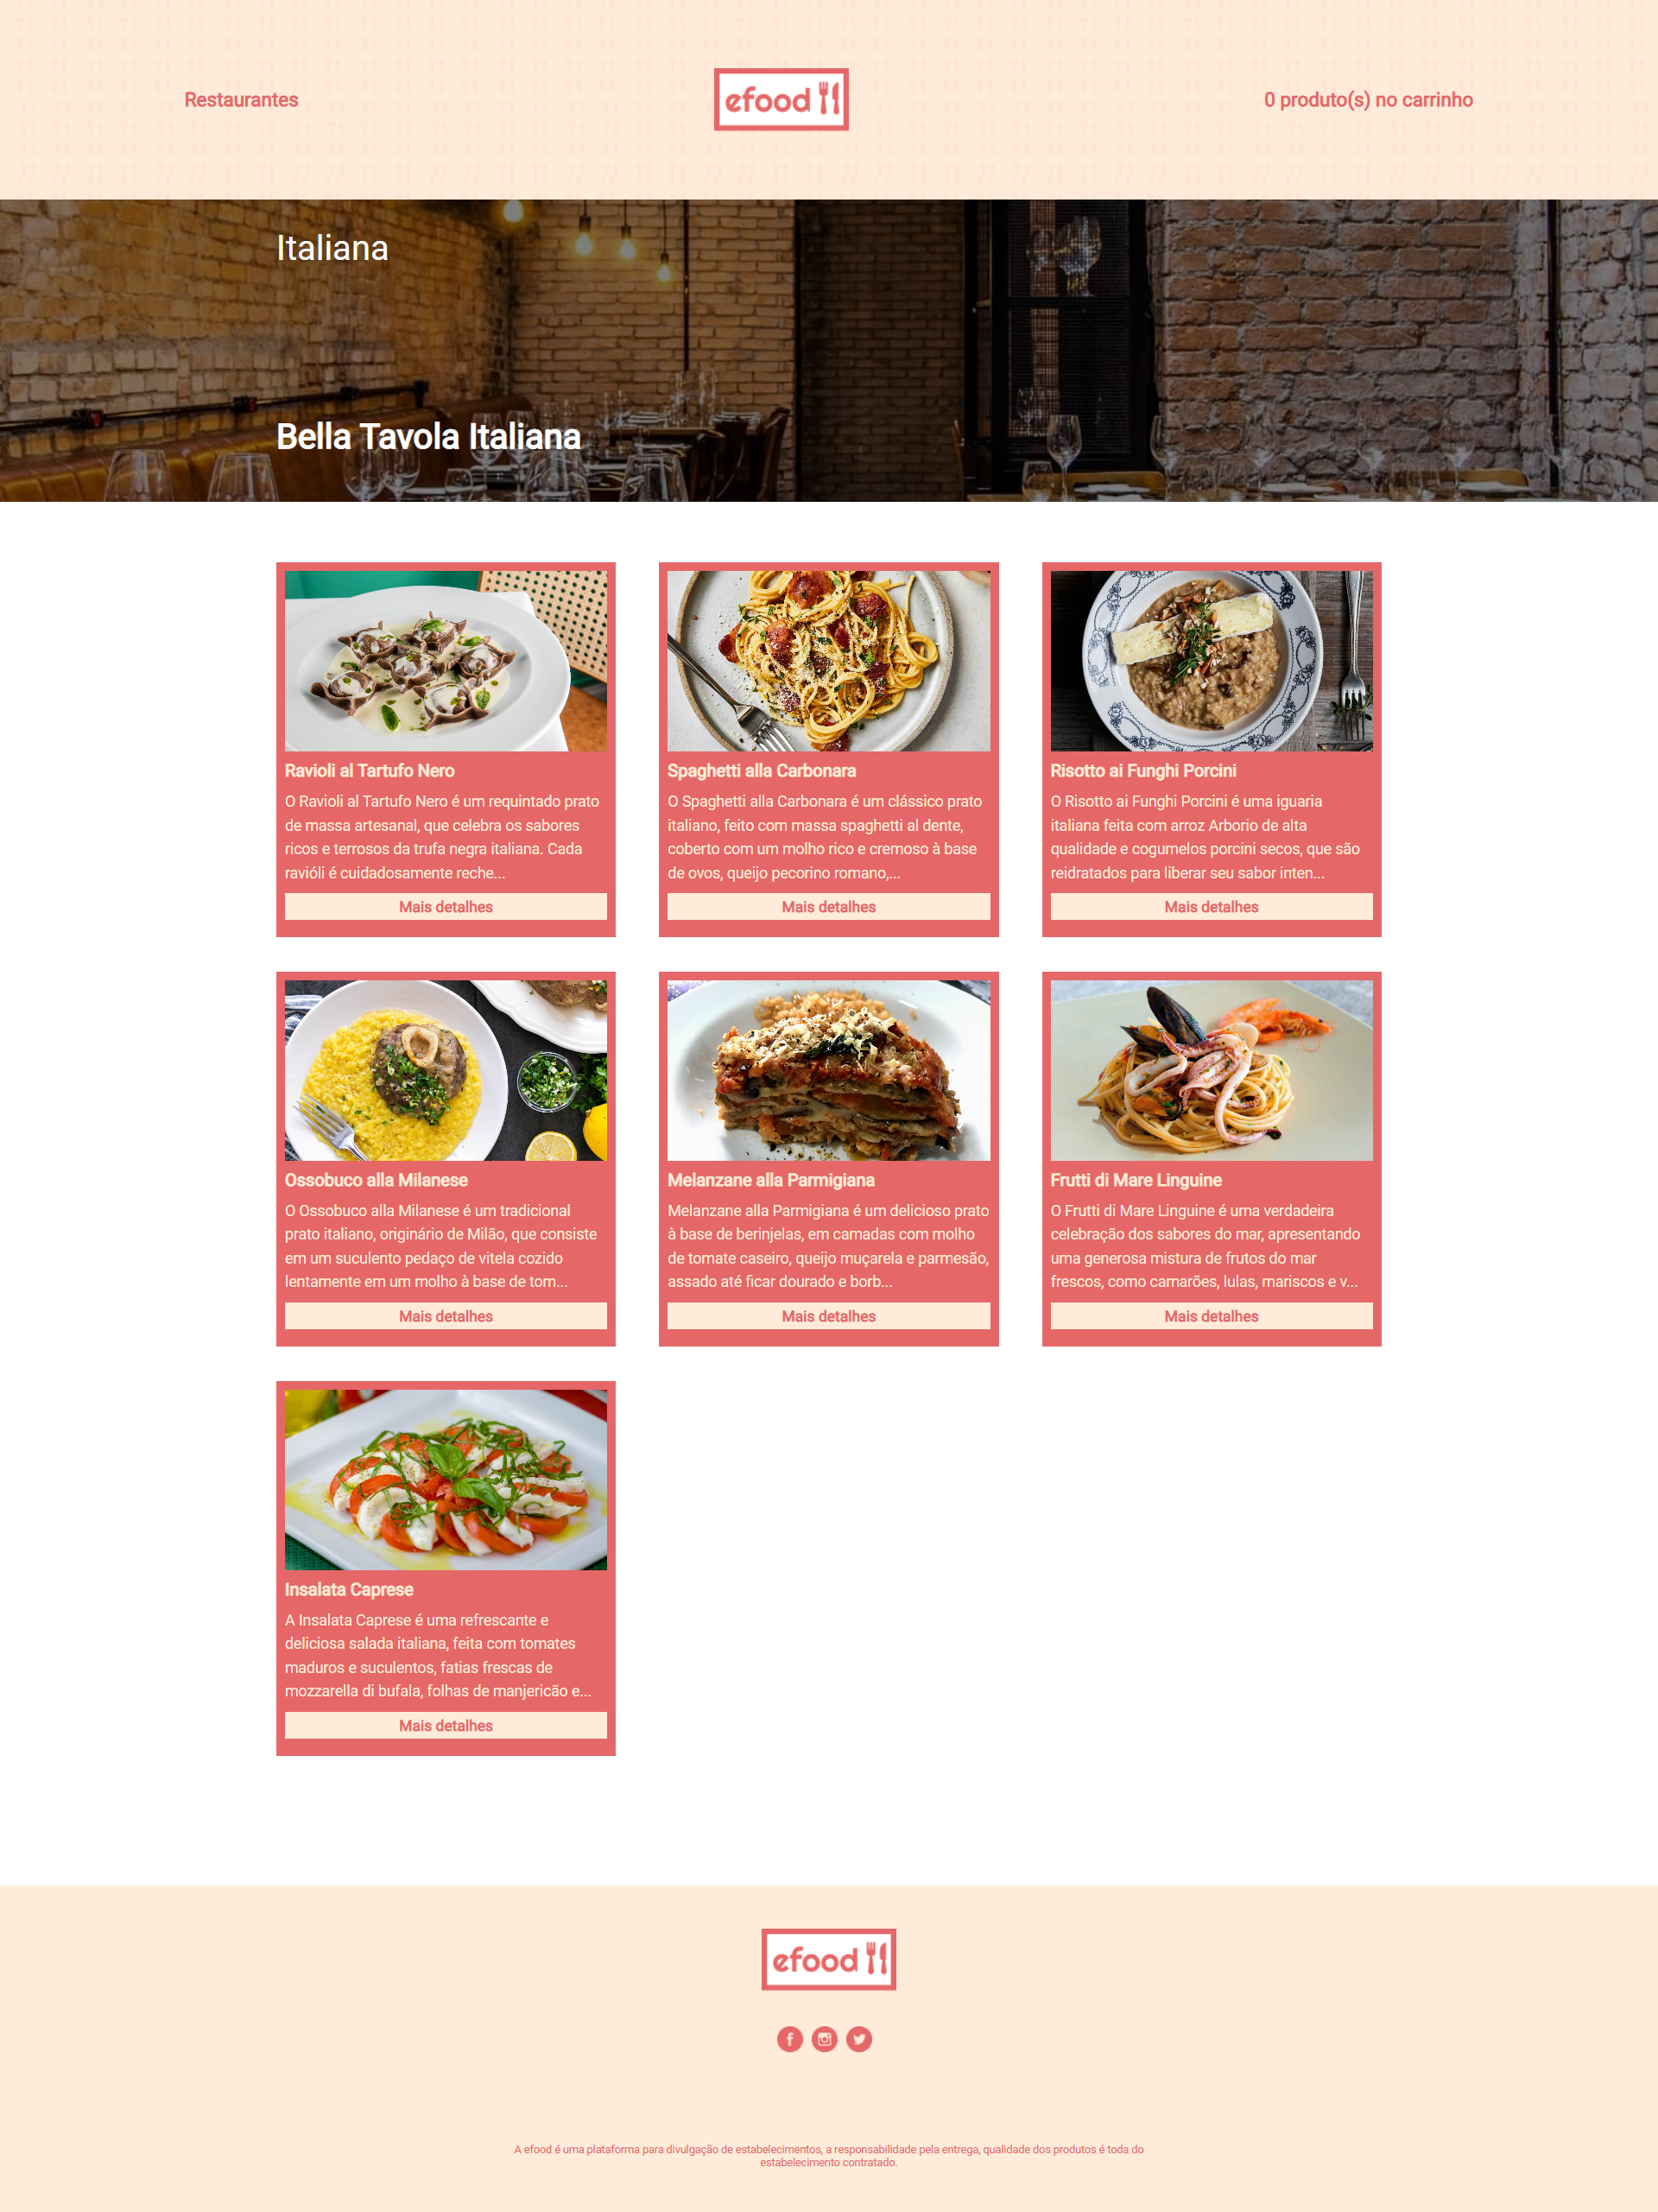 Restaurantes
efood
0 produto(s) no carrinho
Italiana
Bella Tavola Italiana
Ravioli al Tartufo Nero
O Ravioli al Tartufo Nero é um requintado prato
de massa artesanal, que celebra os sabores
ricos e terrosos da trufa negra italiana. Cada
ravióli é cuidadosamente reche...
Mais detalhes
Spaghetti alla Carbonara
O Spaghetti alla Carbonara é um clássico prato
italiano, feito com massa spaghetti al dente,
coberto com um molho rico e cremoso à base
de ovos, queijo pecorino romano,...
Mais detalhes
Risotto ai Funghi Porcini
O Risotto ai Funghi Porcini é uma iguaria
italiana feita com arroz Arborio de alta
qualidade e cogumelos porcini secos, que são
reidratados para liberar seu sabor inten...
Mais detalhes
Ossobuco alla Milanese
O Ossobuco alla Milanese é um tradicional
prato italiano, originário de Milão, que consiste
em um suculento pedaço de vitela cozido
lentamente em um molho à base de tom...
Mais detalhes
Melanzane alla Parmigiana
Melanzane alla Parmigiana é um delicioso prato
à base de berinjelas, em camadas com molho
de tomate caseiro, queijo muçarela e parmesão,
assado até ficar dourado e borb...
Mais detalhes
Frutti di Mare Linguine
O Frutti di Mare Linguine é uma verdadeira
celebração dos sabores do mar, apresentando
uma generosa mistura de frutos do mar
frescos, como camarões, lulas, mariscos e v...
Mais detalhes
Insalata Caprese
A Insalata Caprese é uma refrescante e
deliciosa salada italiana, feita com tomates
maduros e suculentos, fatias frescas de
mozzarella di bufala, folhas de manjericão e...
Mais detalhes
efood
A efood é uma plataforma para divulgação de estabelecimentos, a responsabilidade pela entrega, qualidade dos produtos é toda do
estabelecimento contratado.